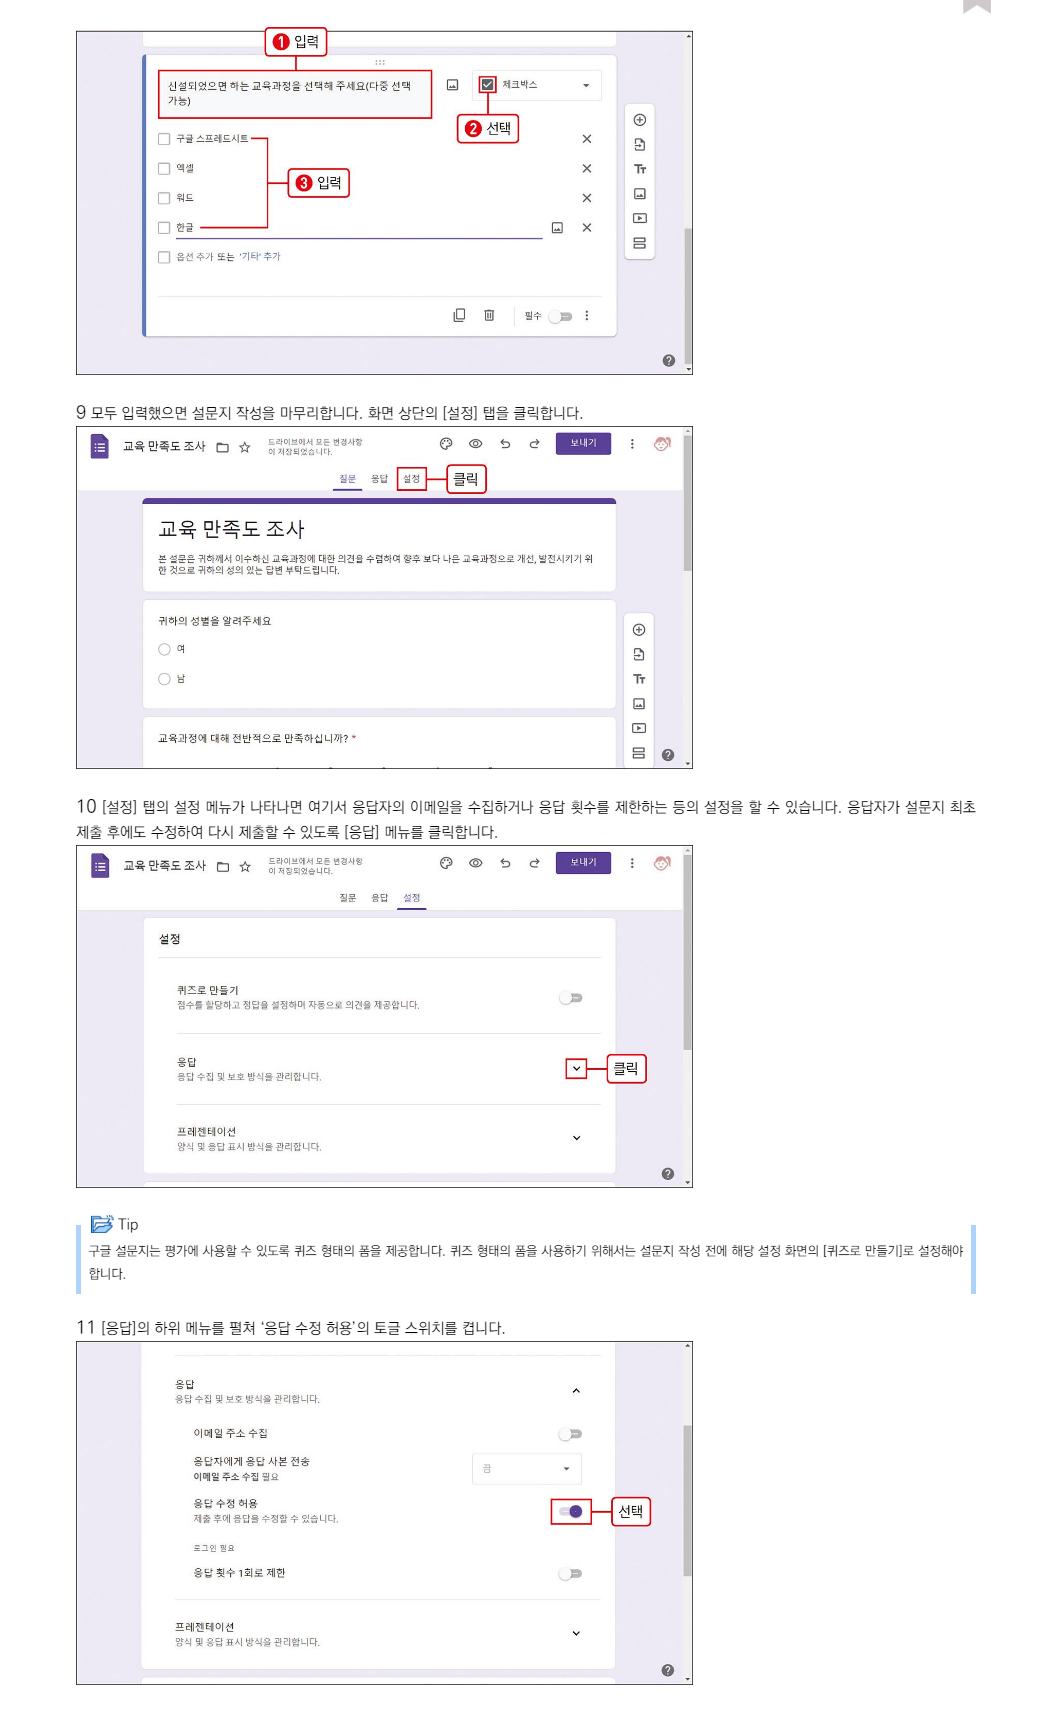 ❶ 입력
신설되었으면 하는 교육과정을 선택해 주세요(다중 선택
가능)
체크박스
❷ 선택
구글 스프레드시트
엑셀
❸ 입력
워드
한글
옵션 추가 또는 '기타' 추가
필수
9 모두 입력했으면 설문지 작성을 마무리합니다. 화면 상단의 [설정] 탭을 클릭합니다.
교육 만족도 조사
드라이브에서 모든 변경사항
이 저장되었습니다.
보내기
질문 응답 설정
클릭
교육 만족도 조사
본 설문은 귀하께서 이수하신 교육과정에 대한 의견을 수렴하여 향후 보다 나은 교육과정으로 개선, 발전시키기 위
한 것으로 귀하의 성의 있는 답변 부탁드립니다.
귀하의 성별을 알려주세요
여
남
교육과정에 대해 전반적으로 만족하십니까? *
10 [설정] 탭의 설정 메뉴가 나타나면 여기서 응답자의 이메일을 수집하거나 응답 횟수를 제한하는 등의 설정을 할 수 있습니다. 응답자가 설문지 최초
제출 후에도 수정하여 다시 제출할 수 있도록 [응답] 메뉴를 클릭합니다.
교육 만족도 조사
드라이브에서 모든 변경사항
이 저장되었습니다.
보내기
질문 응답 설정
설정
퀴즈로 만들기
점수를 할당하고 정답을 설정하며 자동으로 의견을 제공합니다.
응답
응답 수집 및 보호 방식을 관리합니다.
클릭
프레젠테이션
양식 및 응답 표시 방식을 관리합니다.
Tip
구글 설문지는 평가에 사용할 수 있도록 퀴즈 형태의 폼을 제공합니다. 퀴즈 형태의 폼을 사용하기 위해서는 설문지 작성 전에 해당 설정 화면의 [퀴즈로 만들기]로 설정해야
합니다.
11 [응답]의 하위 메뉴를 펼쳐 '응답 수정 허용'의 토글 스위치를 켭니다.
응답
응답 수집 및 보호 방식을 관리합니다.
이메일 주소 수집
응답자에게 응답 사본 전송
이메일 주소 수집 필요
끔
응답 수정 허용
제출 후에 응답을 수정할 수 있습니다.
선택
로그인 필요
응답 횟수 1회로 제한
프레젠테이션
양식 및 응답 표시 방식을 관리합니다.